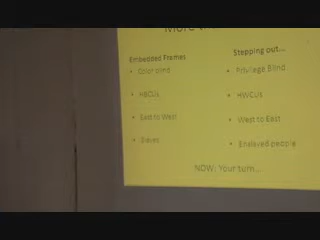 More
Embedded Frames
• Color blind
• HBCUs
• East to West
• Slaves
Stepping out...
• Privilege Blind
• HWCUs
• West to East
• Enslaved people
NOW: Your turn...